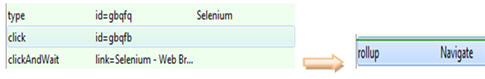 type id=gbqfq Selenium
click id=gbqfb
clickAndWait link=Selenium - Web Br...
rollup Navigate